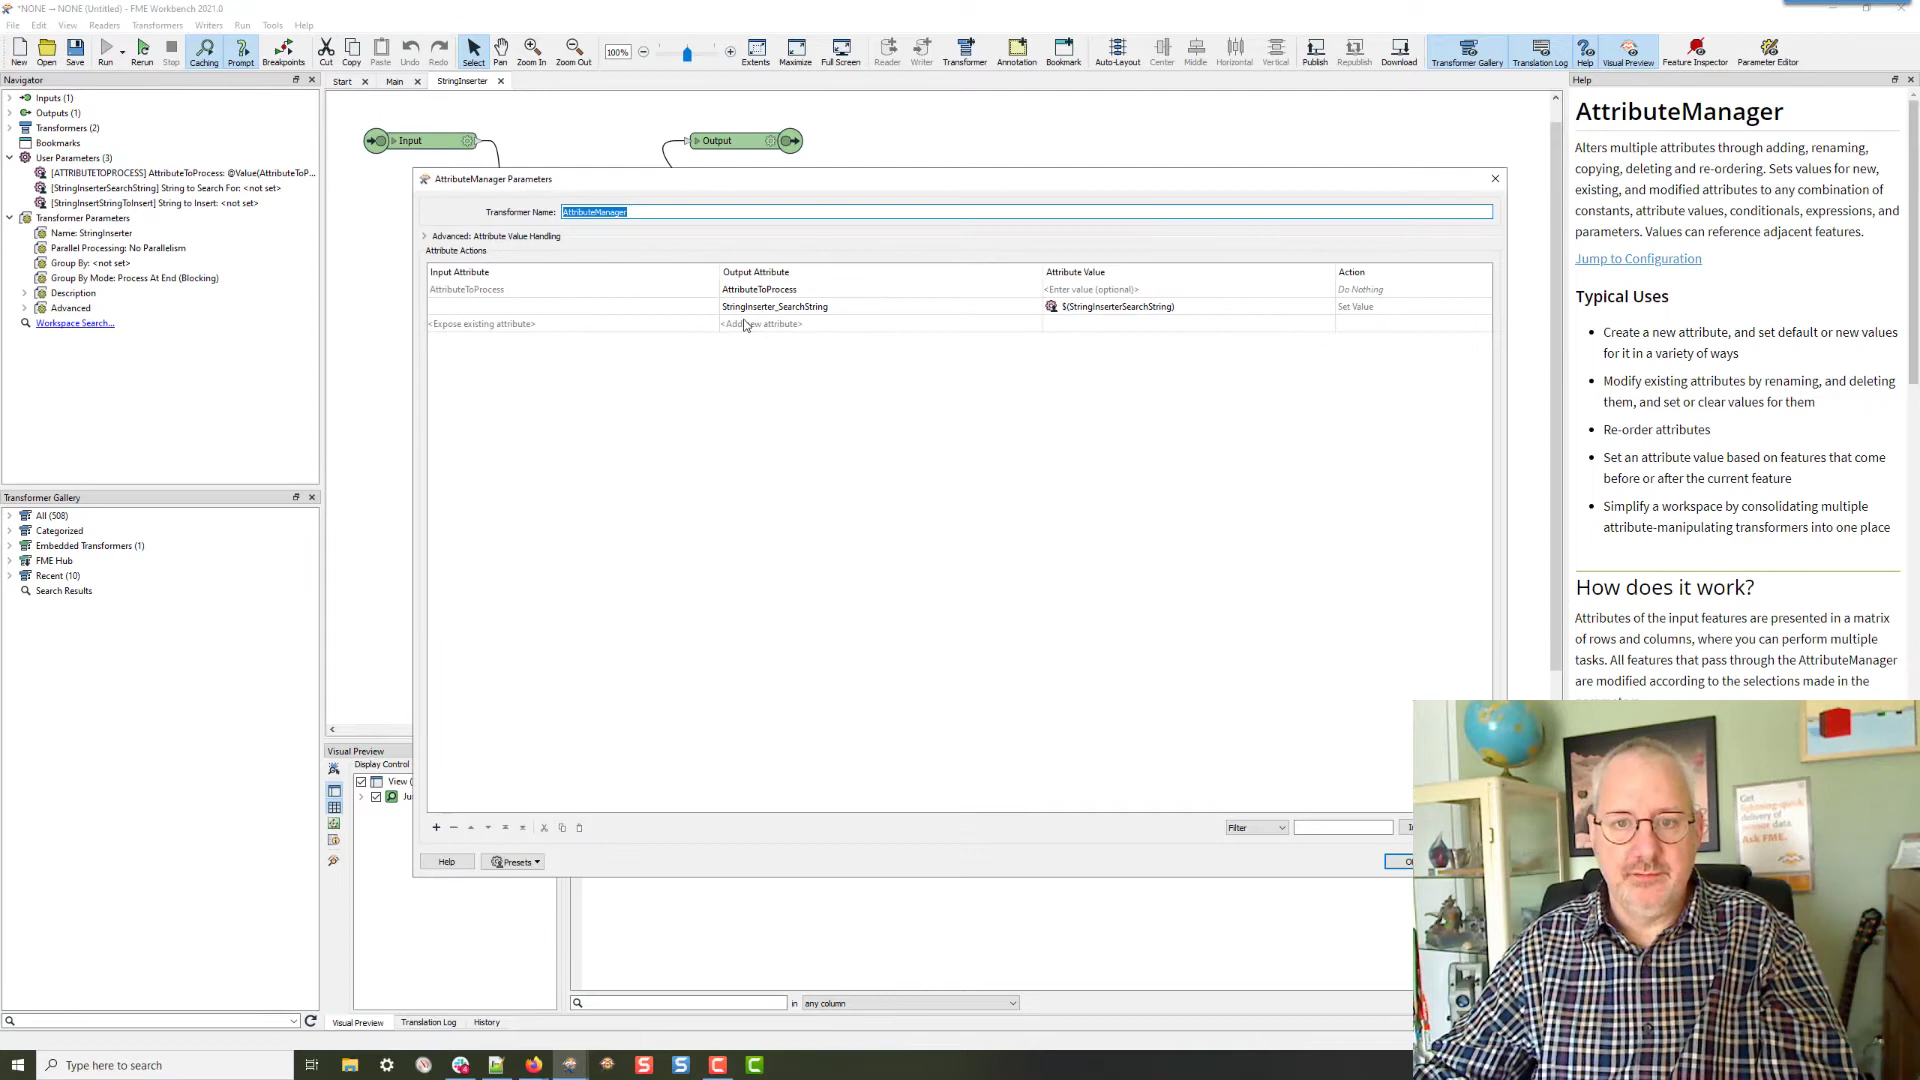 *NONE → NONE (Untitled) - FME Workbench 2021.0
File Edit View Readers Transformers Writers Run Tools Help
New Open Save Run Rerun Stop Caching Prompt Breakpoints Cut Copy Paste Undo Redo Select Pan Zoom In Zoom Out 100% Extents Maximize Full Screen Reader Writer Transformer Annotation Bookmark Auto-Layout Center Middle Horizontal Vertical Publish Republish Download Transformer Gallery Translation Log Help Visual Preview Feature Inspector Parameter Editor
Navigator
Inputs (1)
Outputs (1)
Transformers (2)
Bookmarks
User Parameters (3)
[ATTRIBUTETOPROCESS] AttributeToProcess: @Value(AttributeToP...
[StringInserterSearchString] String to Search For: <not set>
[StringInsertStringToInsert] String to Insert: <not set>
Transformer Parameters
Name: StringInserter
Parallel Processing: No Parallelism
Group By: <not set>
Group By Mode: Process At End (Blocking)
Description
Advanced
Workspace Search...
Transformer Gallery
All (508)
Categorized
Embedded Transformers (1)
FME Hub
Recent (10)
Search Results
Start Main StringInserter
Input Output
AttributeManager Parameters
Transformer Name: AttributeManager
Advanced: Attribute Value Handling
Attribute Actions
Input Attribute Output Attribute Attribute Value Action
AttributeToProcess AttributeToProcess <Enter value (optional)> Do Nothing
StringInserter_SearchString $(StringInserterSearchString) Set Value
<Expose existing attribute>
Filter
Help Presets
Visual Preview
Display Control
View (
in any column
Visual Preview Translation Log History
Help
AttributeManager
Alters multiple attributes through adding, renaming,
copying, deleting and re-ordering. Sets values for new,
existing, and modified attributes to any combination of
constants, attribute values, conditionals, expressions, and
parameters. Values can reference adjacent features.
Jump to Configuration
Typical Uses
• Create a new attribute, and set default or new values
for it in a variety of ways
• Modify existing attributes by renaming, and deleting
them, and set or clear values for them
• Re-order attributes
• Set an attribute value based on features that come
before or after the current feature
• Simplify a workspace by consolidating multiple
attribute-manipulating transformers into one place
How does it work?
Attributes of the input features are presented in a matrix
of rows and columns, where you can perform multiple
tasks. All features that pass through the AttributeManager
are modified according to the selections made in the
Get
lightning-quick
delivery of
data.
Ask FME.
Type here to search